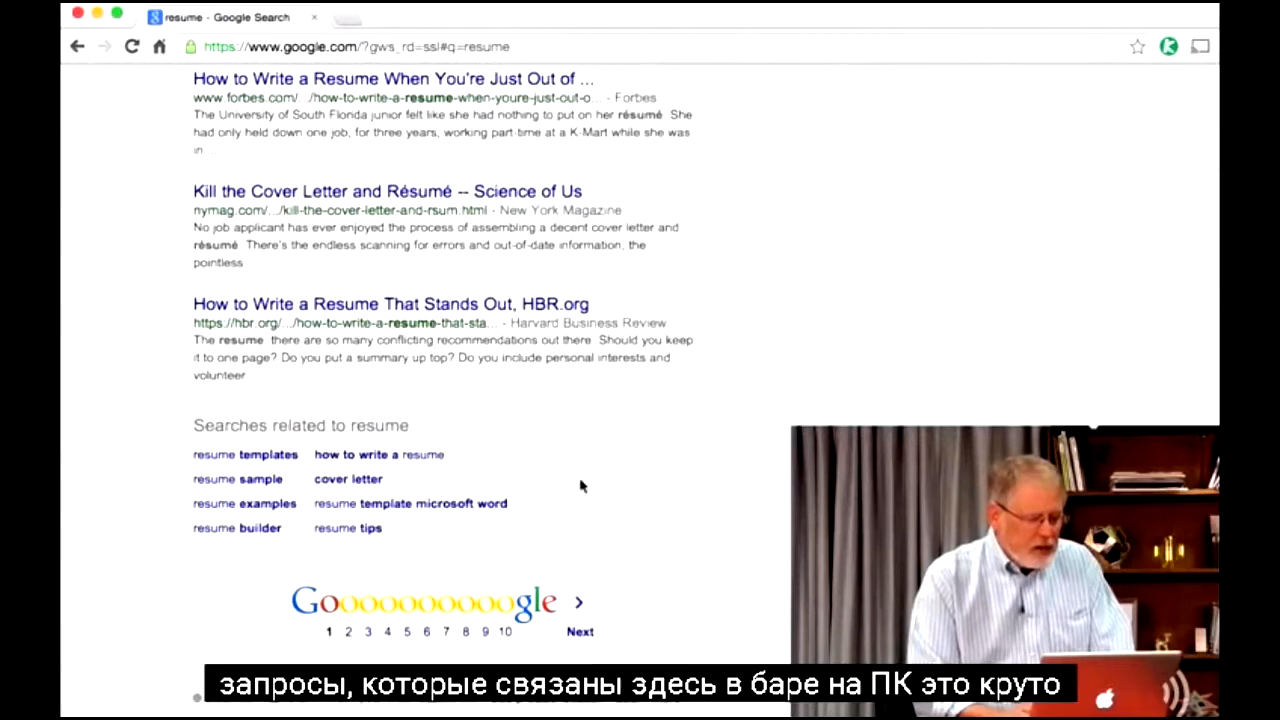 resume - Google Search
https://www.google.com/?gws_rd=ssl#q=resume
How to Write a Resume When You're Just Out of ...
www.forbes.com/.../how-to-write-a-resume-when-youre-just-out-o... - Forbes
The University of South Florida junior felt like she had nothing to put on her résumé She
had only held down one job, for three years, working part-time at a K-Mart while she was
in ...
Kill the Cover Letter and Résumé -- Science of Us
nymag.com/.../kill-the-cover-letter-and-rsum.html - New York Magazine
No job applicant has ever enjoyed the process of assembling a decent cover letter and
résumé There's the endless scanning for errors and out-of-date information, the
pointless
How to Write a Resume That Stands Out, HBR.org
https://hbr.org/.../how-to-write-a-resume-that-sta... - Harvard Business Review
The resume there are so many conflicting recommendations out there Should you keep
it to one page? Do you put a summary up top? Do you include personal interests and
volunteer
Searches related to resume
resume templates how to write a resume
resume sample cover letter
resume examples resume template microsoft word
resume builder resume tips
Goooooooooogle >
1 2 3 4 5 6 7 8 9 10 Next
запросы, которые связаны здесь в баре на ПК это круто